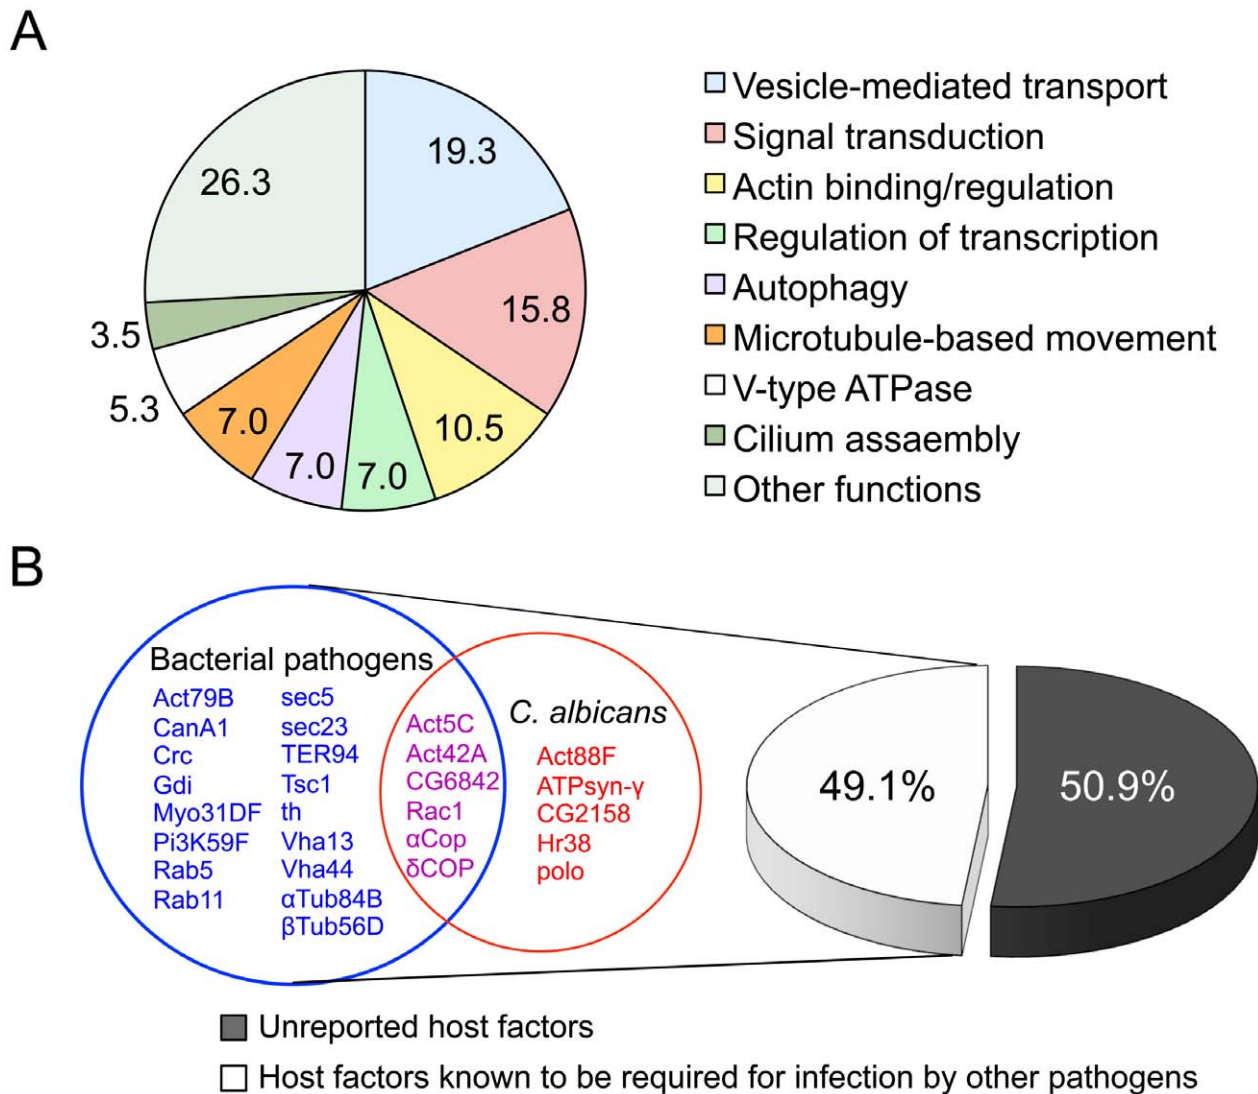 A
19.3
15.8
10.5
7.0
7.0
7.0
5.3
3.5
26.3
Vesicle-mediated transport
Signal transduction
Actin binding/regulation
Regulation of transcription
Autophagy
Microtubule-based movement
V-type ATPase
Cilium assaembly
Other functions
B
Bacterial pathogens
Act79B
CanA1
Crc
Gdi
Myo31DF
Pi3K59F
Rab5
Rab11
sec5
sec23
TER94
Tsc1
th
Vha13
Vha44
αTub84B
βTub56D
Act5C
Act42A
CG6842
Rac1
αCop
δCOP
C. albicans
Act88F
ATPsyn-γ
CG2158
Hr38
polo
49.1%
50.9%
Unreported host factors
Host factors known to be required for infection by other pathogens